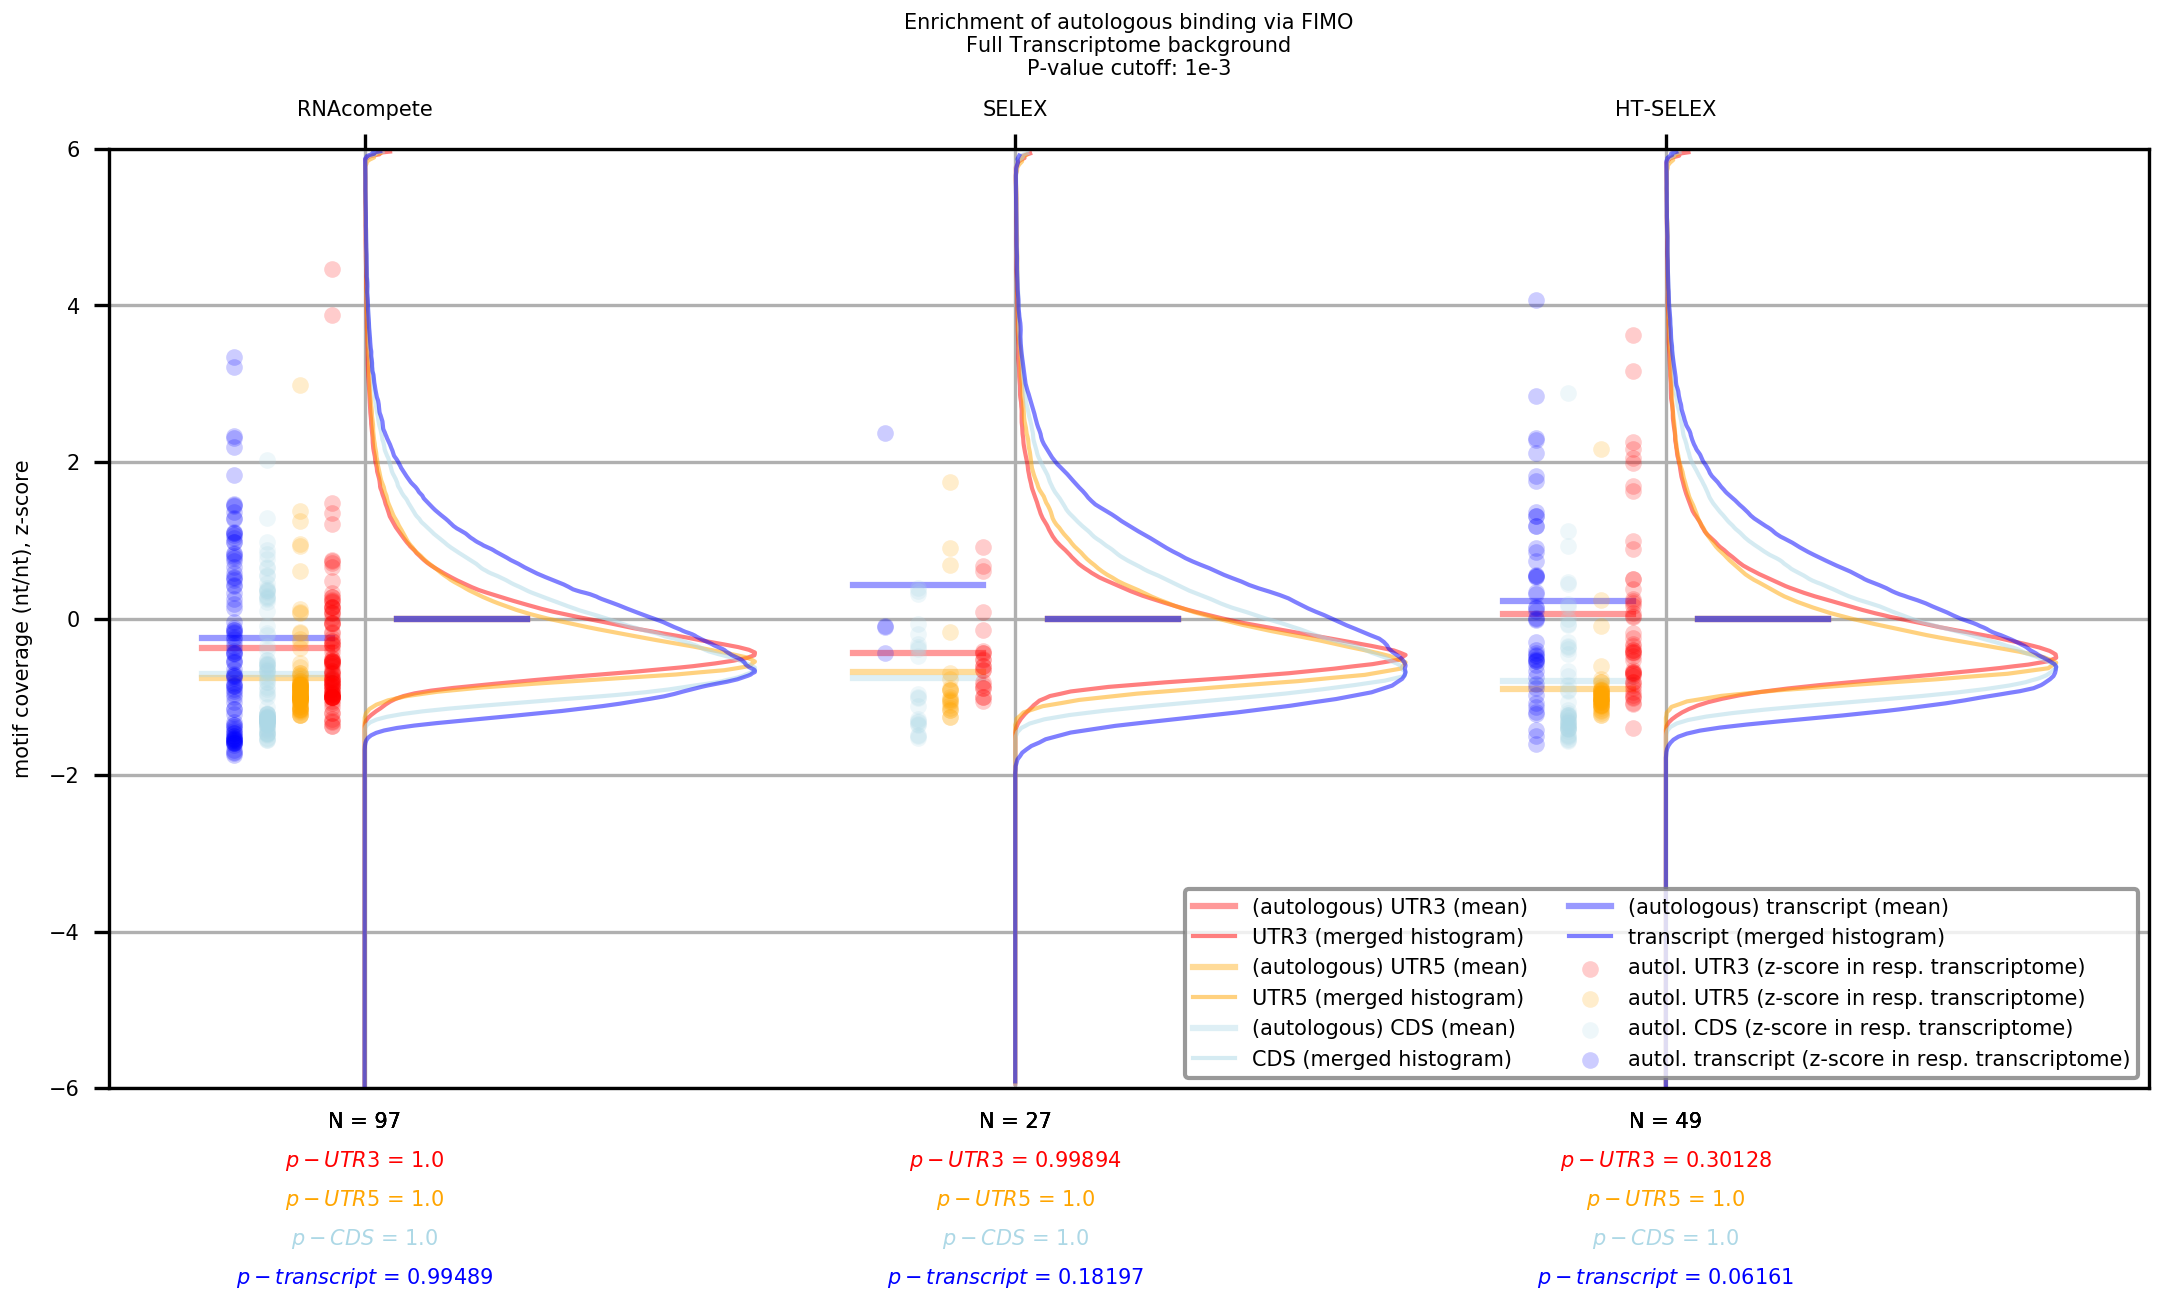 Enrichment of autologous binding via FIMO
Full Transcriptome background
P-value cutoff: 1e-3
RNAcompete SELEX HT-SELEX
motif coverage (nt/nt), z-score
6
4
2
0
−2
−4
−6
(autologous) UTR3 (mean)
UTR3 (merged histogram)
(autologous) UTR5 (mean)
UTR5 (merged histogram)
(autologous) CDS (mean)
CDS (merged histogram)
(autologous) transcript (mean)
transcript (merged histogram)
autol. UTR3 (z-score in resp. transcriptome)
autol. UTR5 (z-score in resp. transcriptome)
autol. CDS (z-score in resp. transcriptome)
autol. transcript (z-score in resp. transcriptome)
N = 97 N = 27 N = 49
p − UTR3 = 1.0 p − UTR3 = 0.99894 p − UTR3 = 0.30128
p − UTR5 = 1.0 p − UTR5 = 1.0 p − UTR5 = 1.0
p − CDS = 1.0 p − CDS = 1.0 p − CDS = 1.0
p − transcript = 0.99489 p − transcript = 0.18197 p − transcript = 0.06161